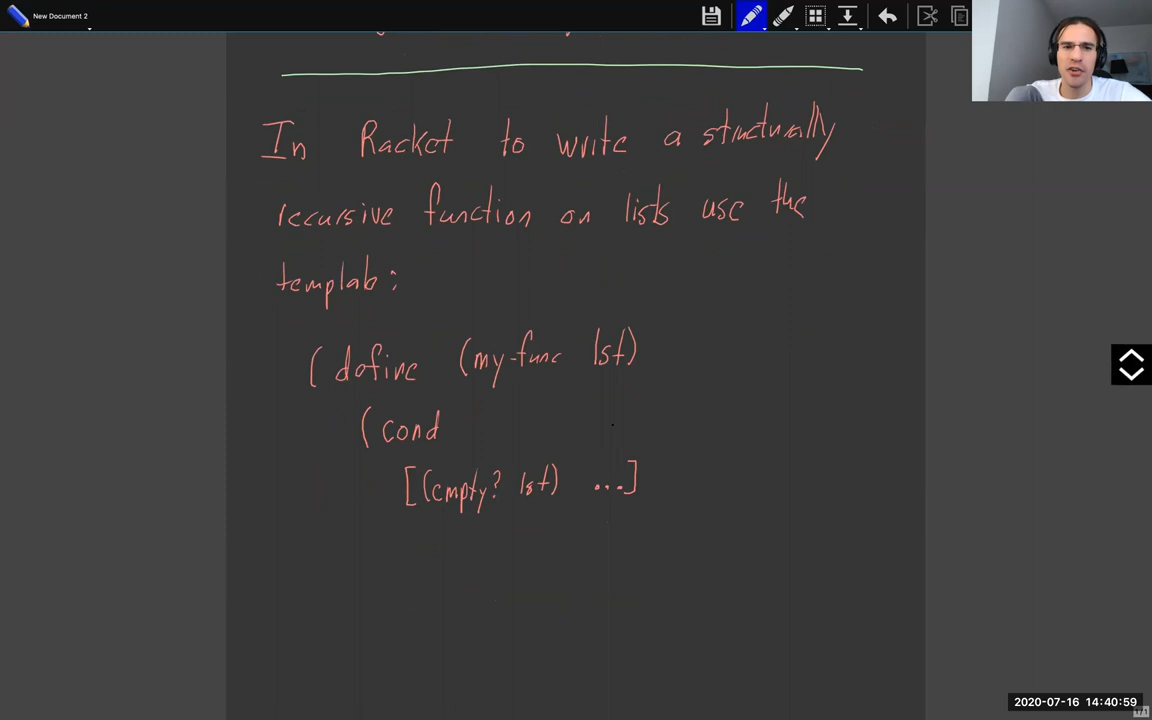 New Document 2
In Racket to write a structurally
recursive function on lists use the
template:
(define (my-func lst)
(cond
[(empty? lst) ...]
2020-07-16 14:40:59